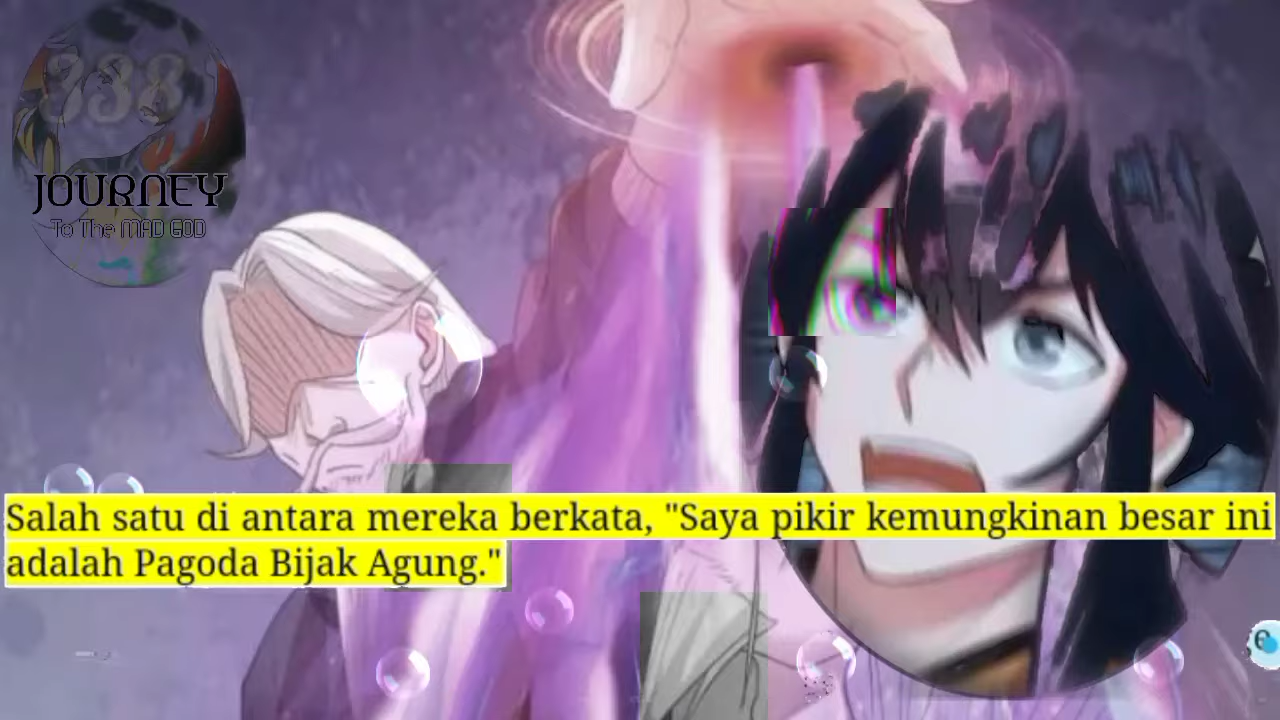 338
JOURNEY
To The MAD GOD
Salah satu di antara mereka berkata, "Saya pikir kemungkinan besar ini
adalah Pagoda Bijak Agung."